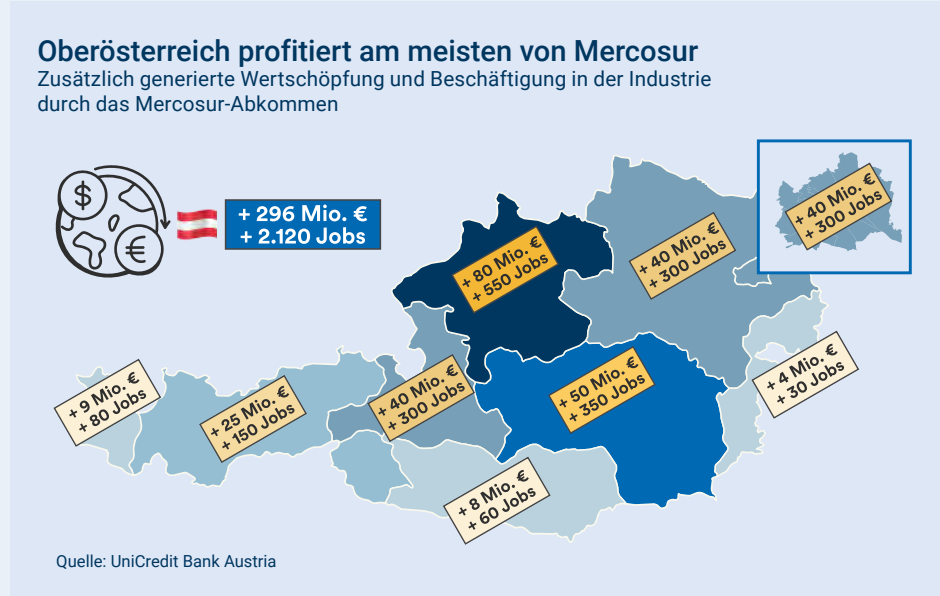 Oberösterreich profitiert am meisten von Mercosur
Zusätzlich generierte Wertschöpfung und Beschäftigung in der Industrie
durch das Mercosur-Abkommen
$
€
+ 296 Mio. €
+ 2.120 Jobs
+ 40 Mio. €
+ 300 Jobs
+ 80 Mio. €
+ 550 Jobs
+ 40 Mio. €
+ 300 Jobs
+ 9 Mio. €
+ 80 Jobs
+ 25 Mio. €
+ 150 Jobs
+ 40 Mio. €
+ 300 Jobs
+ 50 Mio. €
+ 350 Jobs
+ 4 Mio. €
+ 30 Jobs
+ 8 Mio. €
+ 60 Jobs
Quelle: UniCredit Bank Austria